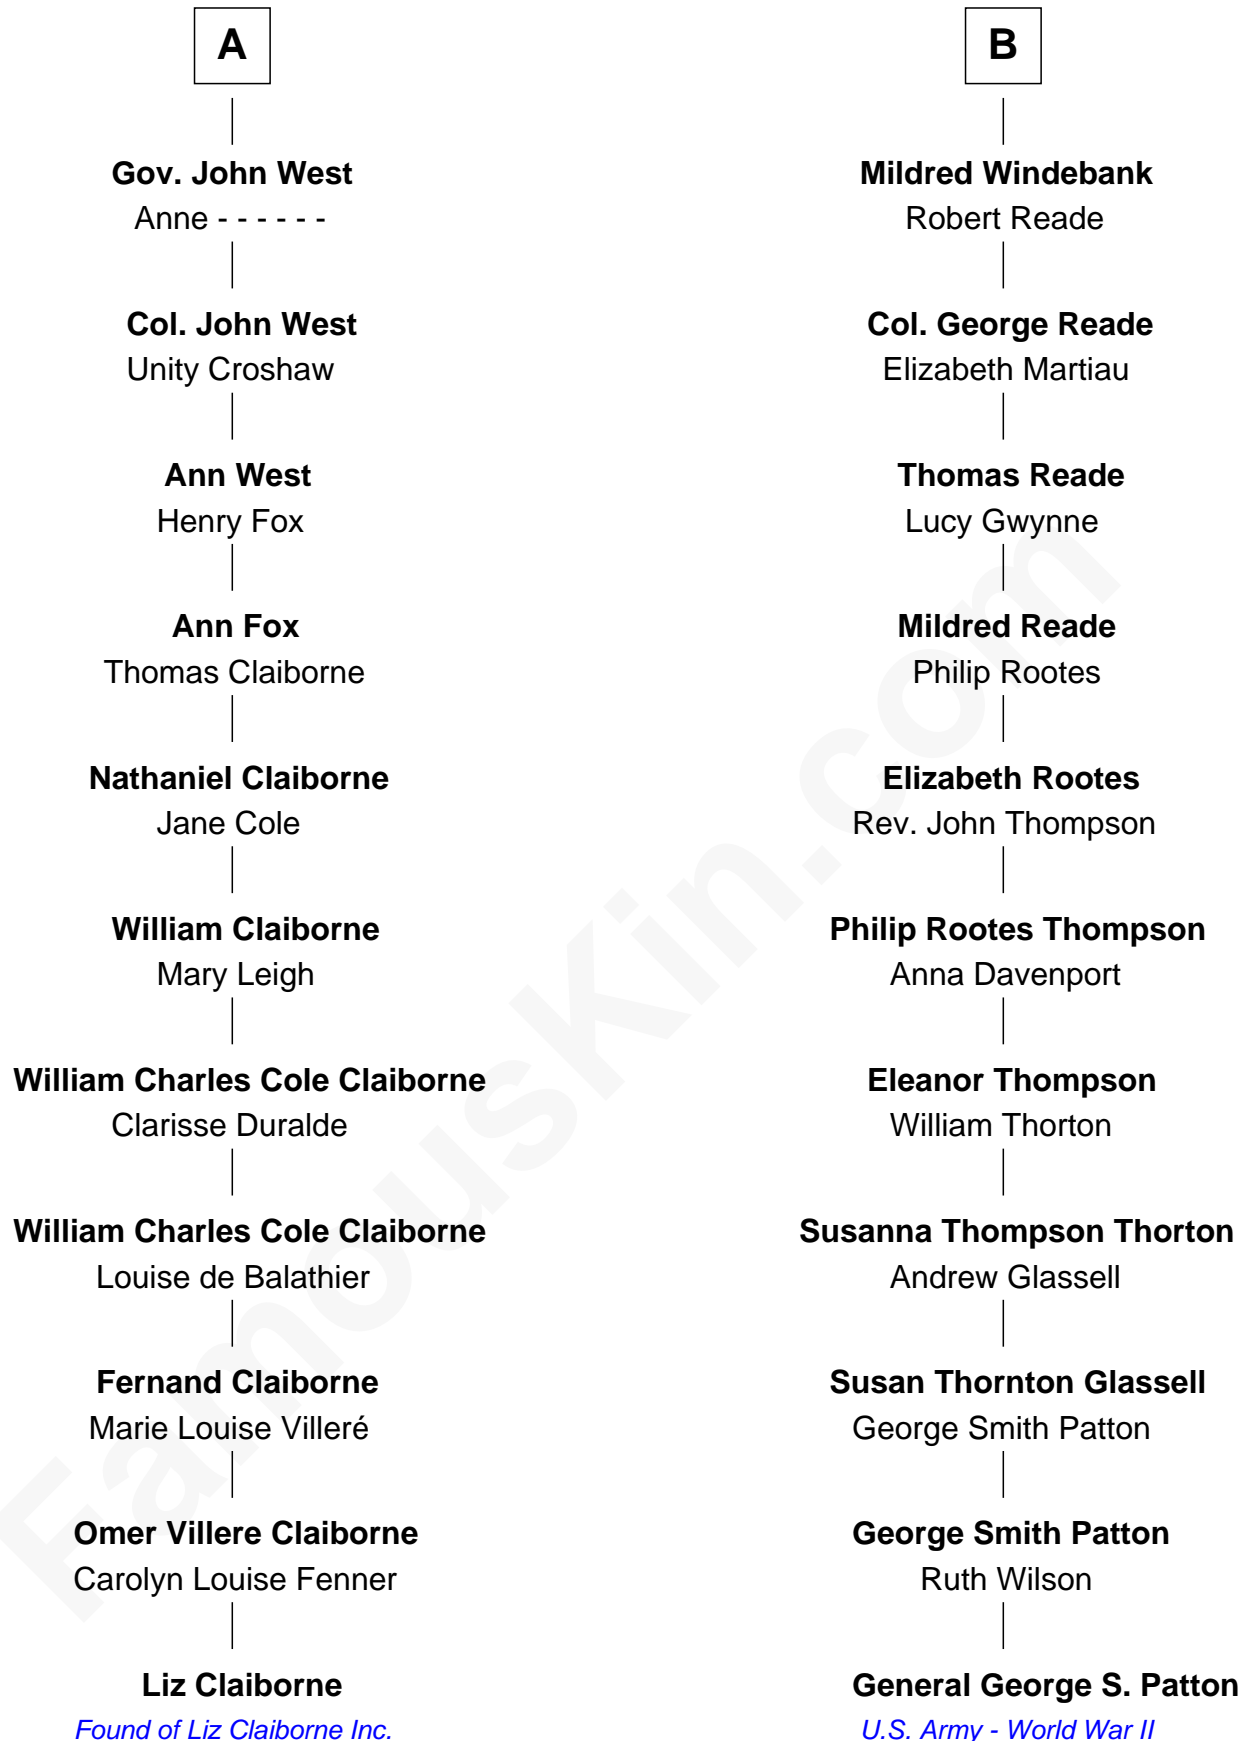 A
Gov. John West
Anne - - - - - -
Col. John West
Unity Croshaw
Ann West
Henry Fox
Ann Fox
Thomas Claiborne
Nathaniel Claiborne
Jane Cole
William Claiborne
Mary Leigh
William Charles Cole Claiborne
Clarisse Duralde
William Charles Cole Claiborne
Louise de Balathier
Fernand Claiborne
Marie Louise Villeré
Omer Villere Claiborne
Carolyn Louise Fenner
Liz Claiborne
Found of Liz Claiborne Inc.
B
Mildred Windebank
Robert Reade
Col. George Reade
Elizabeth Martiau
Thomas Reade
Lucy Gwynne
Mildred Reade
Philip Rootes
Elizabeth Rootes
Rev. John Thompson
Philip Rootes Thompson
Anna Davenport
Eleanor Thompson
William Thorton
Susanna Thompson Thorton
Andrew Glassell
Susan Thornton Glassell
George Smith Patton
George Smith Patton
Ruth Wilson
General George S. Patton
U.S. Army - World War II
FamousKin.com